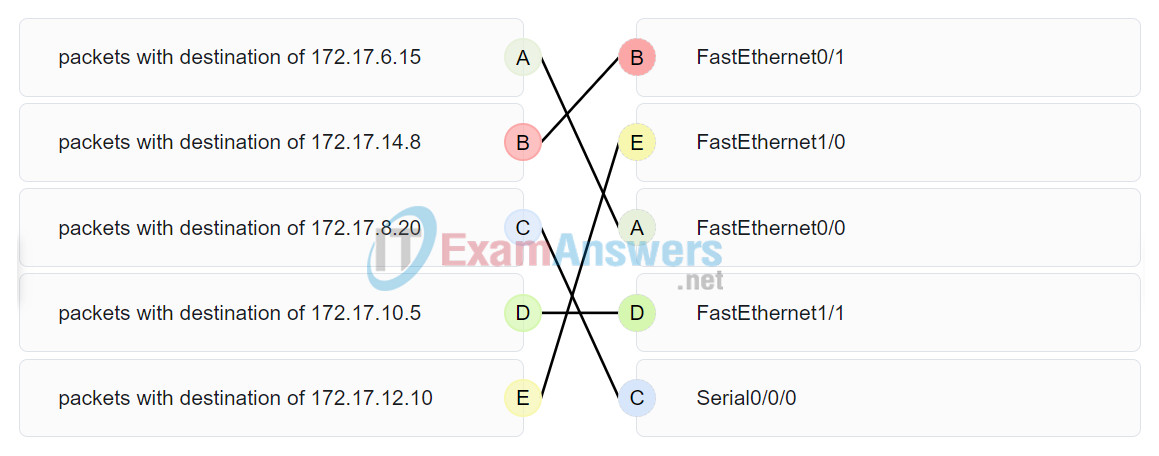 packets with destination of 172.17.6.15 A B FastEthernet0/1
packets with destination of 172.17.14.8 B E FastEthernet1/0
packets with destination of 172.17.8.20 C A FastEthernet0/0
ITExamAnswers
.net
packets with destination of 172.17.10.5 D D FastEthernet1/1
packets with destination of 172.17.12.10 E C Serial0/0/0